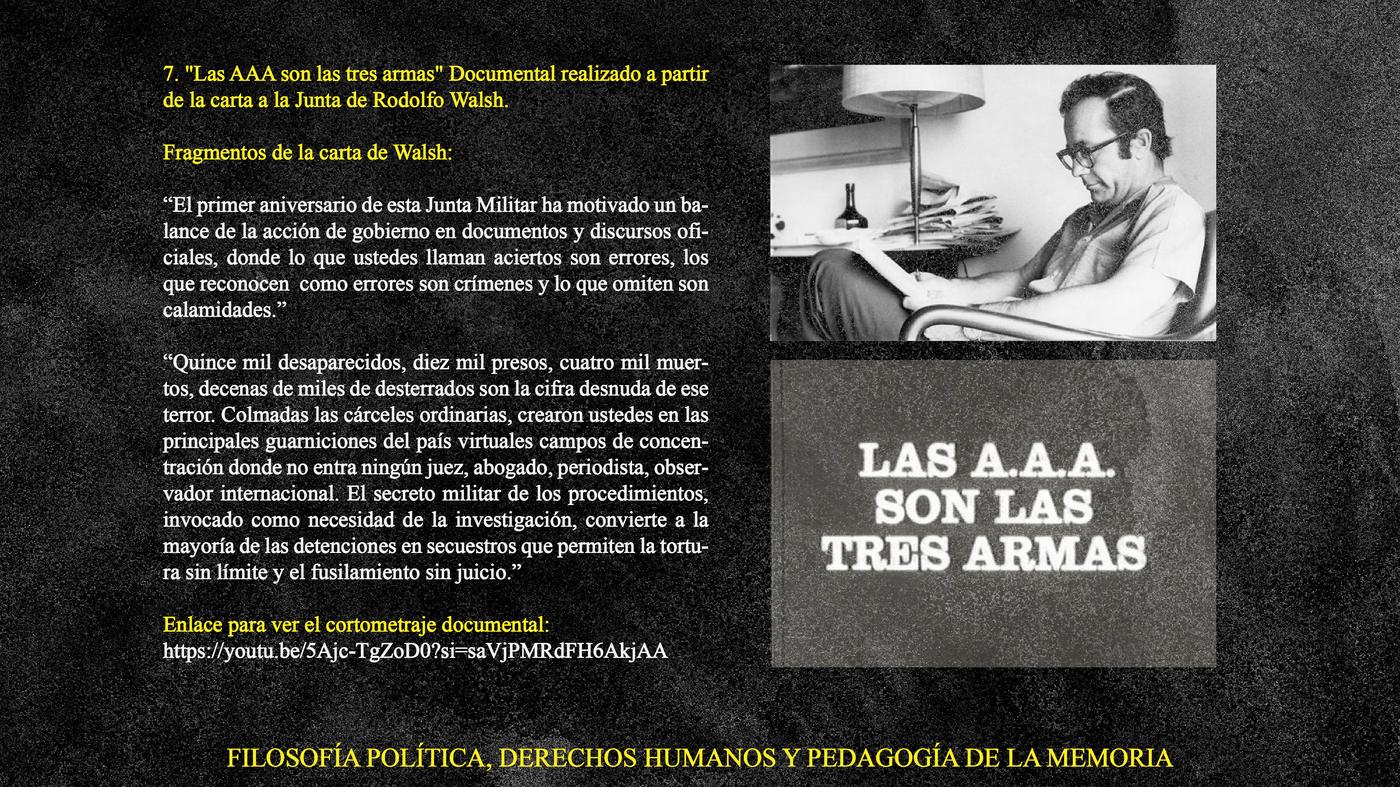 7. "Las AAA son las tres armas" Documental realizado a partir
de la carta a la Junta de Rodolfo Walsh.
Fragmentos de la carta de Walsh:
“El primer aniversario de esta Junta Militar ha motivado un ba-
lance de la acción de gobierno en documentos y discursos ofi-
ciales, donde lo que ustedes llaman aciertos son errores, los
que reconocen  como errores son crímenes y lo que omiten son
calamidades.”
“Quince mil desaparecidos, diez mil presos, cuatro mil muer-
tos, decenas de miles de desterrados son la cifra desnuda de ese
terror. Colmadas las cárceles ordinarias, crearon ustedes en las
principales guarniciones del país virtuales campos de concen-
tración donde no entra ningún juez, abogado, periodista, obser-
vador internacional. El secreto militar de los procedimientos,
invocado como necesidad de la investigación, convierte a la
mayoría de las detenciones en secuestros que permiten la tortu-
ra sin límite y el fusilamiento sin juicio.”
Enlace para ver el cortometraje documental:
https://youtu.be/5Ajc-TgZoD0?si=saVjPMRdFH6AkjAA
LAS A.A.A.
SON LAS
TRES ARMAS
FILOSOFÍA POLÍTICA, DERECHOS HUMANOS Y PEDAGOGÍA DE LA MEMORIA